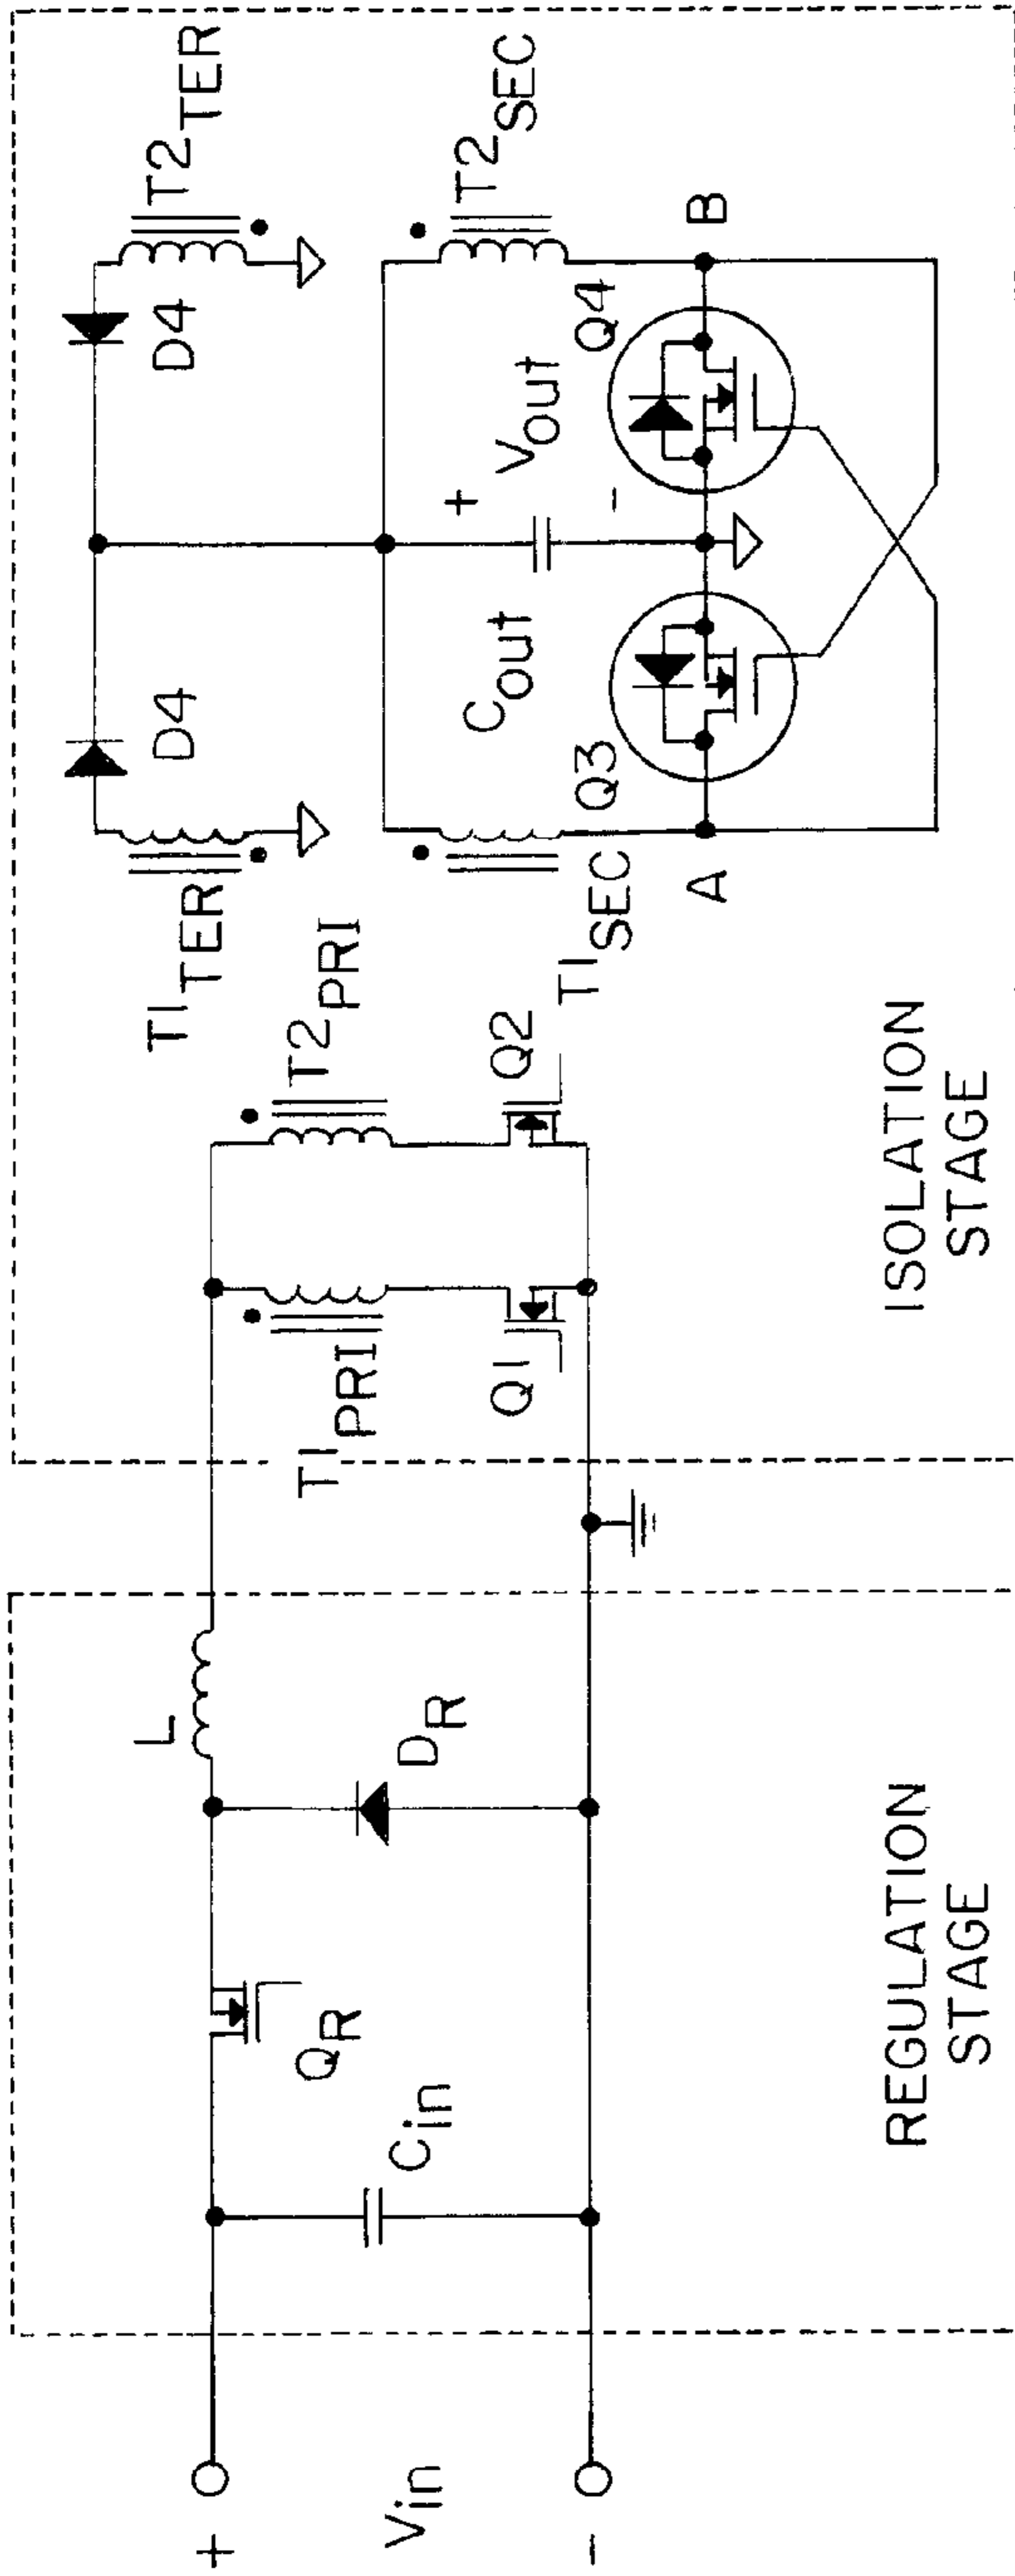 +
Vin
-
Cin
QR
L
DR
REGULATION
STAGE
T1PRI
Q1
T2PRI
Q2
ISOLATION
STAGE
T1TER
D4
D4
T2TER
T1SEC
Cout
+
Vout
-
T2SEC
Q3
Q4
A
B